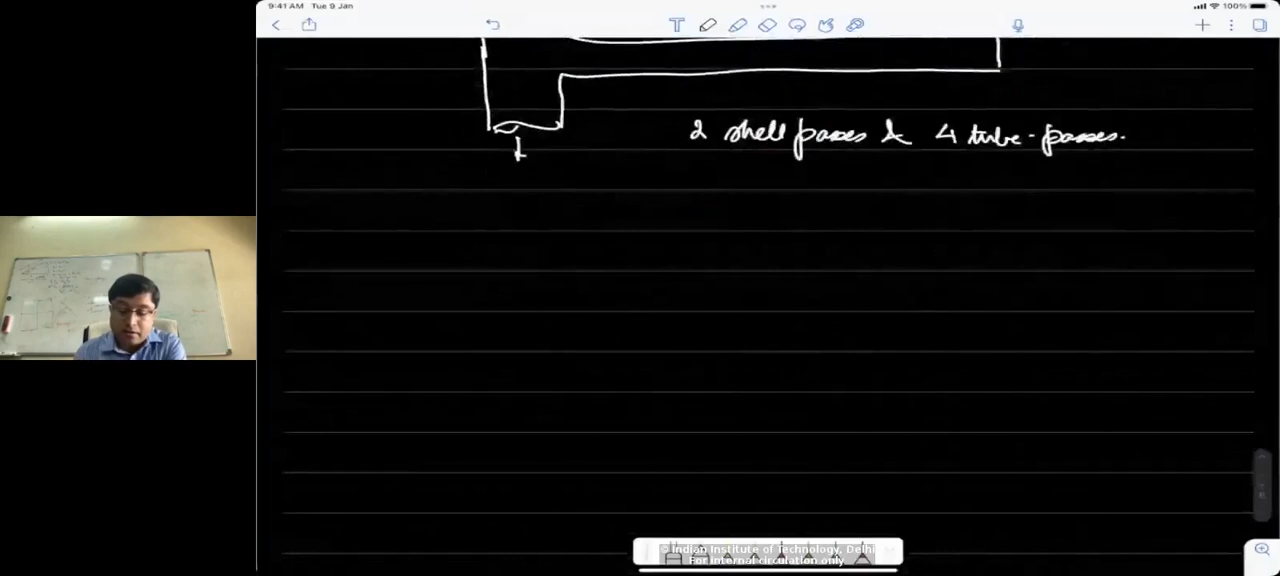 9:41 AM Tue 9 Jan
100%
2 shell passes & 4 tube-passes.
© Indian Institute of Technology, Delhi
For internal circulation only